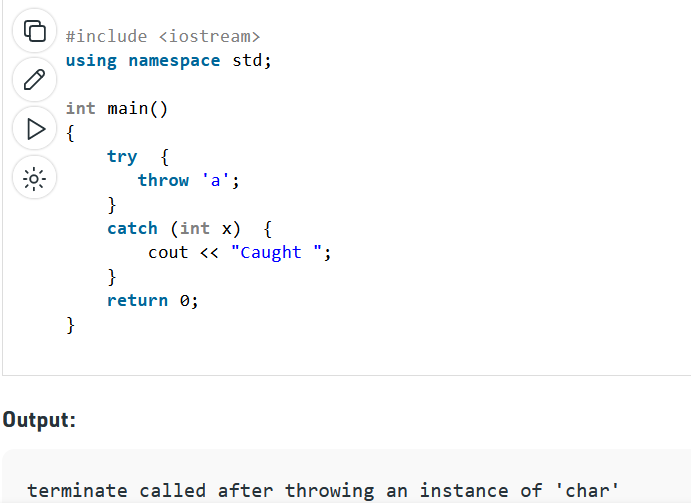 #include <iostream>
using namespace std;
int main()
{
try {
throw 'a';
}
catch (int x) {
cout << "Caught ";
}
return 0;
}
Output:
terminate called after throwing an instance of 'char'